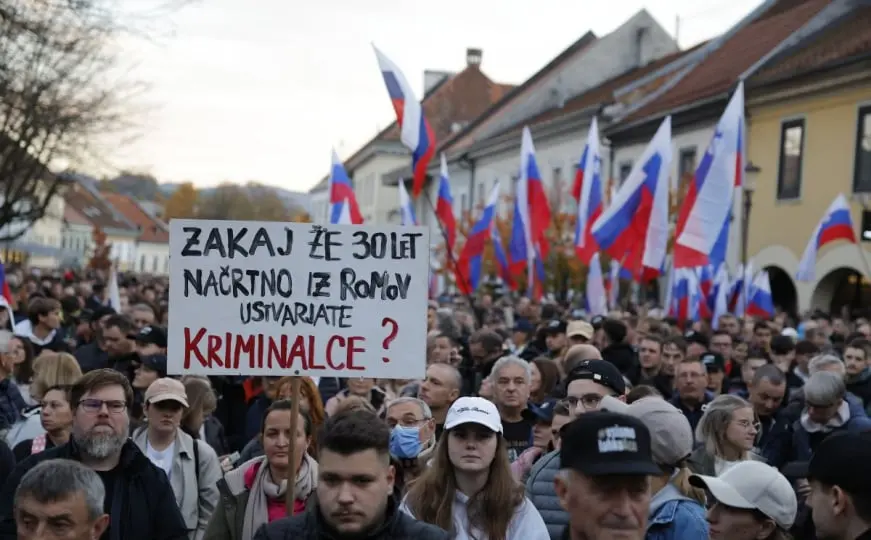 ZAKAJ ŽE 30 LET
NAČRTNO IZ ROMOV
USTVARJATE
KRIMINALCE?